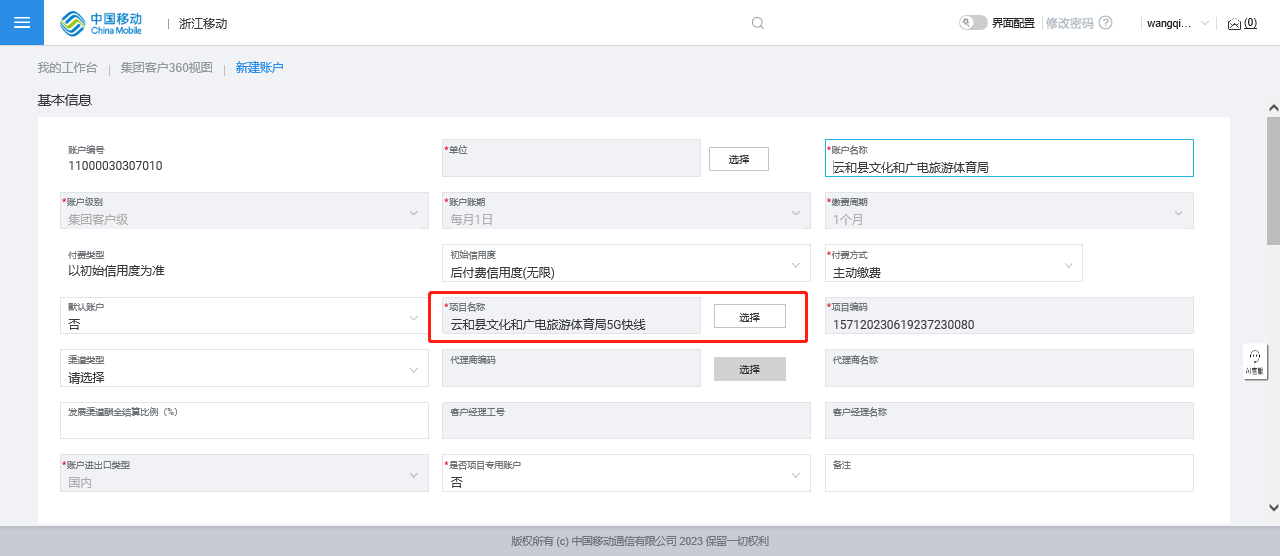 中国移动
China Mobile
浙江移动
界面配置
修改密码
wangqi...
(0)
我的工作台
集团客户360视图
新建账户
基本信息
账户编号
11000030307010
*单位
选择
*账户名称
云和县文化和广电旅游体育局
*账户级别
集团客户级
*账户账期
每月1日
*缴费周期
1个月
付费类型
以初始信用度为准
初始信用度
后付费信用度(无限)
*付费方式
主动缴费
默认账户
否
*项目名称
云和县文化和广电旅游体育局5G快线
选择
*项目编码
157120230619237230080
渠道类型
请选择
代理商编码
选择
代理商名称
AI客服
发展渠道酬金结算比例（%）
客户经理工号
客户经理名称
*账户进出口类型
国内
*是否项目专用账户
否
备注
版权所有 (c) 中国移动通信有限公司 2023 保留一切权利